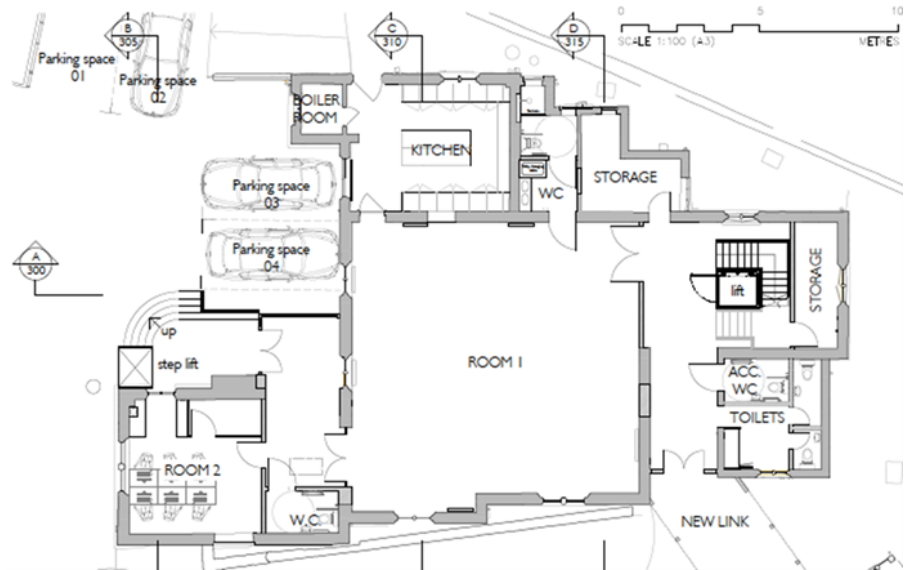 0
5
10
SCALE 1:100 (A3)
METRES
B
305
C
310
D
315
Parking space
01
Parking space
02
BOILER
ROOM
KITCHEN
WC
STORAGE
Parking space
03
Parking space
04
A
300
lift
STORAGE
up
step lift
ROOM 1
ACC.
WC
TOILETS
ROOM 2
W.C.
NEW LINK